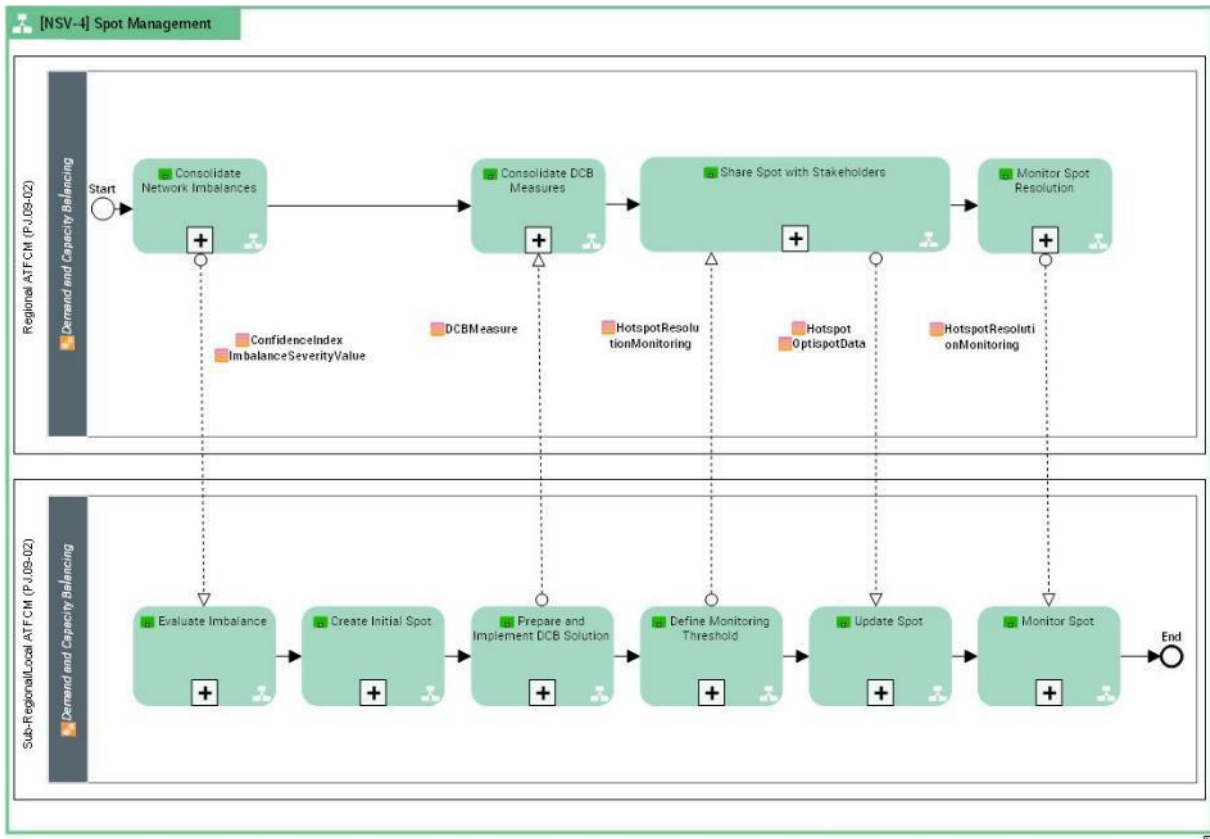 [NSV-4] Spot Management
Regional ATFCM (PJ.09-02)
Demand and Capacity Balancing
Start
Consolidate
Network Imbalances
Consolidate DCB
Measures
Share Spot with Stakeholders
Monitor Spot
Resolution
ConfidenceIndex
ImbalanceSeverityValue
DCBMeasure
HotspotResolu
tionMonitoring
Hotspot
OptispotData
HotspotResoluti
onMonitoring
Sub-Regional/Local ATFCM (PJ.09-02)
Demand and Capacity Balancing
Evaluate Imbalance
Create Initial Spot
Prepare and
Implement DCB Solution
Define Monitoring
Threshold
Update Spot
Monitor Spot
End